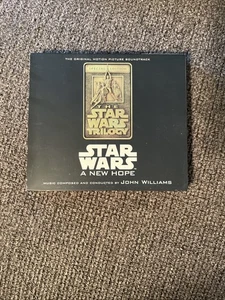 THE ORIGINAL MOTION PICTURE SOUNDTRACK
THE
STAR
WARS
TRILOGY
STAR
WARS
A NEW HOPE
MUSIC COMPOSED AND CONDUCTED BY JOHN WILLIAMS